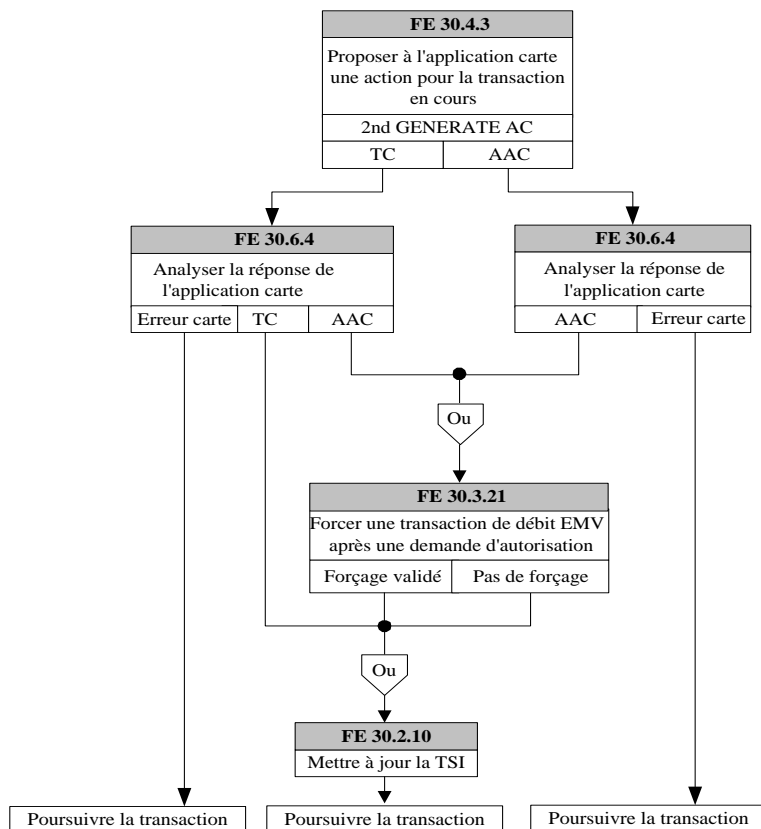 FE 30.4.3
Proposer à l'application carte
une action pour la transaction
en cours
2nd GENERATE AC
TC
AAC
FE 30.6.4
Analyser la réponse de
l'application carte
Erreur carte
TC
AAC
FE 30.6.4
Analyser la réponse de
l'application carte
AAC
Erreur carte
Ou
FE 30.3.21
Forcer une transaction de débit EMV
après une demande d'autorisation
Forçage validé
Pas de forçage
Ou
FE 30.2.10
Mettre à jour la TSI
Poursuivre la transaction
Poursuivre la transaction
Poursuivre la transaction